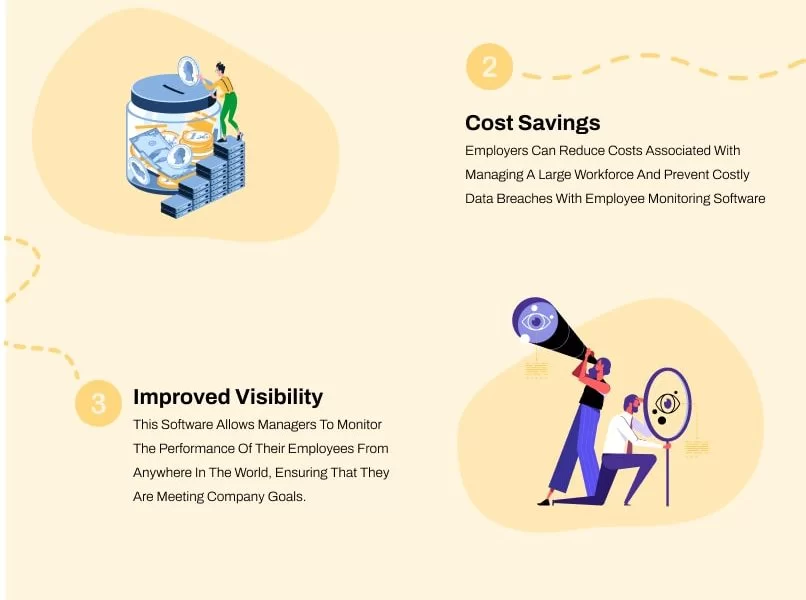 2
Cost Savings
Employers Can Reduce Costs Associated With
Managing A Large Workforce And Prevent Costly
Data Breaches With Employee Monitoring Software
3
Improved Visibility
This Software Allows Managers To Monitor
The Performance Of Their Employees From
Anywhere In The World, Ensuring That They
Are Meeting Company Goals.